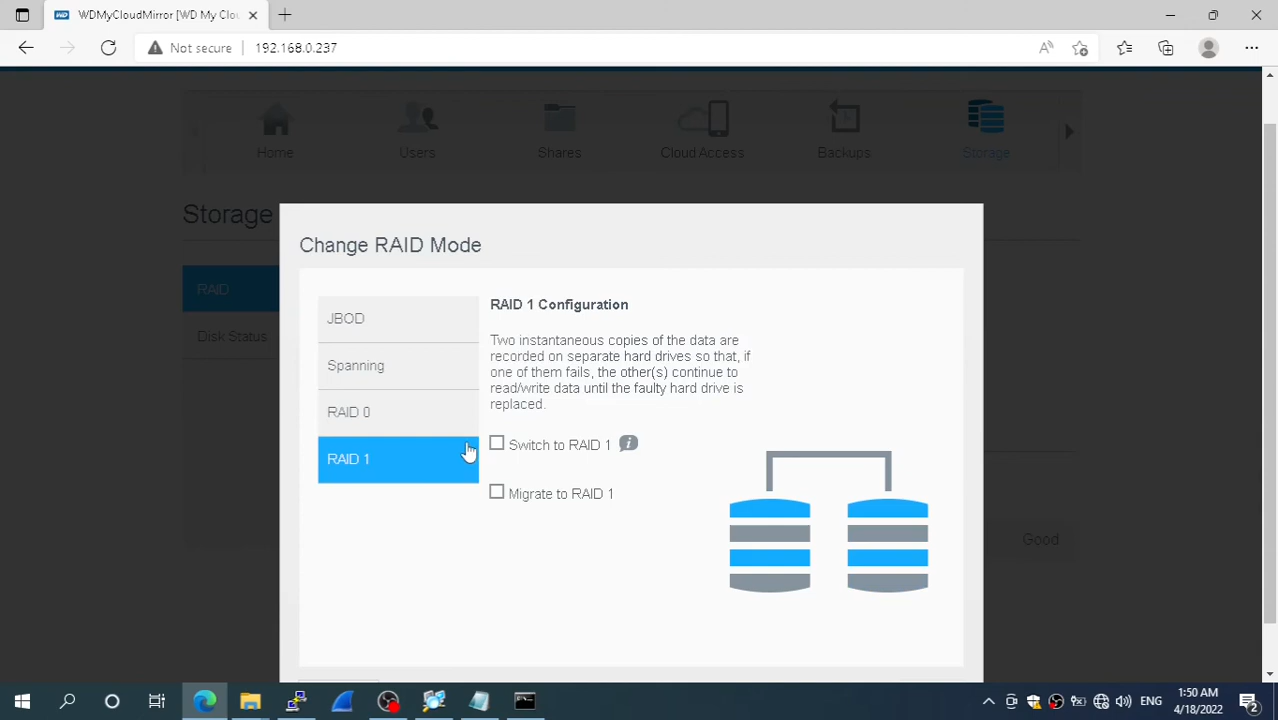 WDMyCloudMirror [WD My Clo
Not secure
192.168.0.237
Home
Users
Shares
Cloud Access
Backups
Storage
Storage
RAID
Disk Status
Good
Change RAID Mode
JBOD
Spanning
RAID 0
RAID 1
RAID 1 Configuration
Two instantaneous copies of the data are
recorded on separate hard drives so that, if
one of them fails, the other(s) continue to
read/write data until the faulty hard drive is
replaced.
Switch to RAID 1
Migrate to RAID 1
ENG
1:50 AM
4/18/2022
2